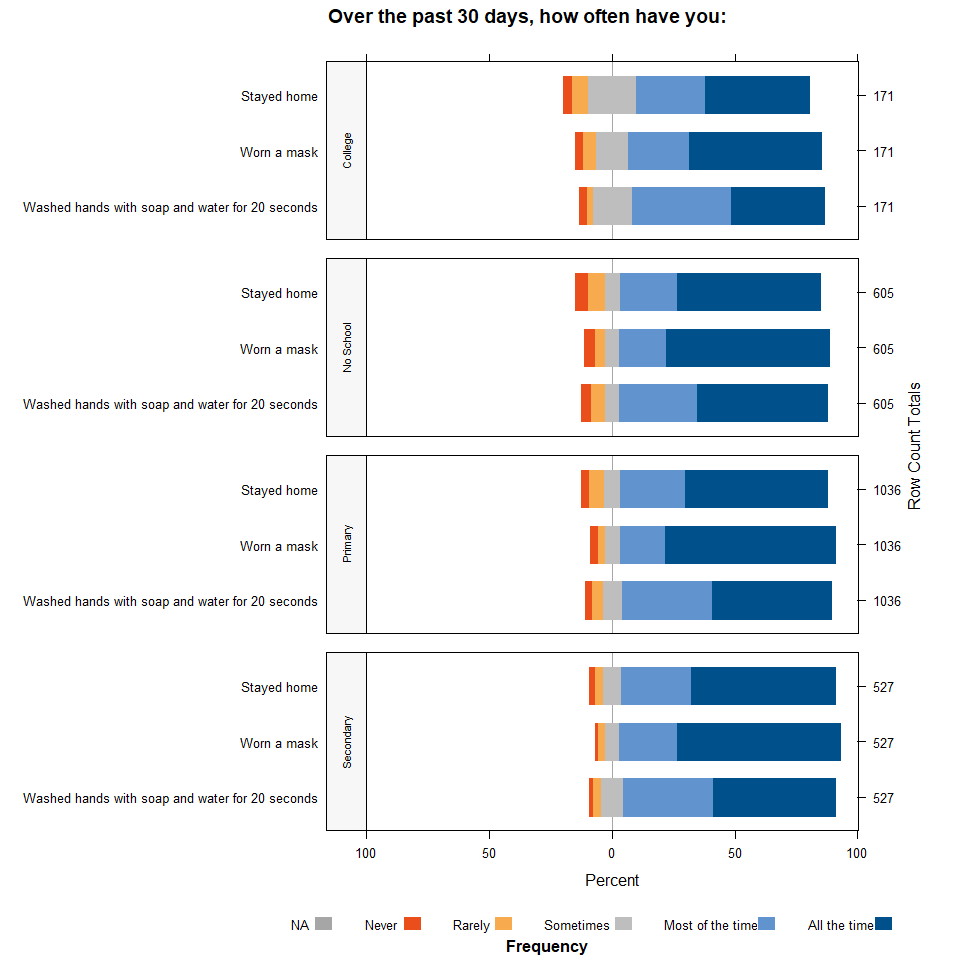 Over the past 30 days, how often have you:
College
Stayed home 171
Worn a mask 171
Washed hands with soap and water for 20 seconds 171
No School
Stayed home 605
Worn a mask 605
Washed hands with soap and water for 20 seconds 605
Primary
Stayed home 1036
Worn a mask 1036
Washed hands with soap and water for 20 seconds 1036
Secondary
Stayed home 527
Worn a mask 527
Washed hands with soap and water for 20 seconds 527
Row Count Totals
100 50 0 50 100
Percent
NA Never Rarely Sometimes Most of the time All the time
Frequency